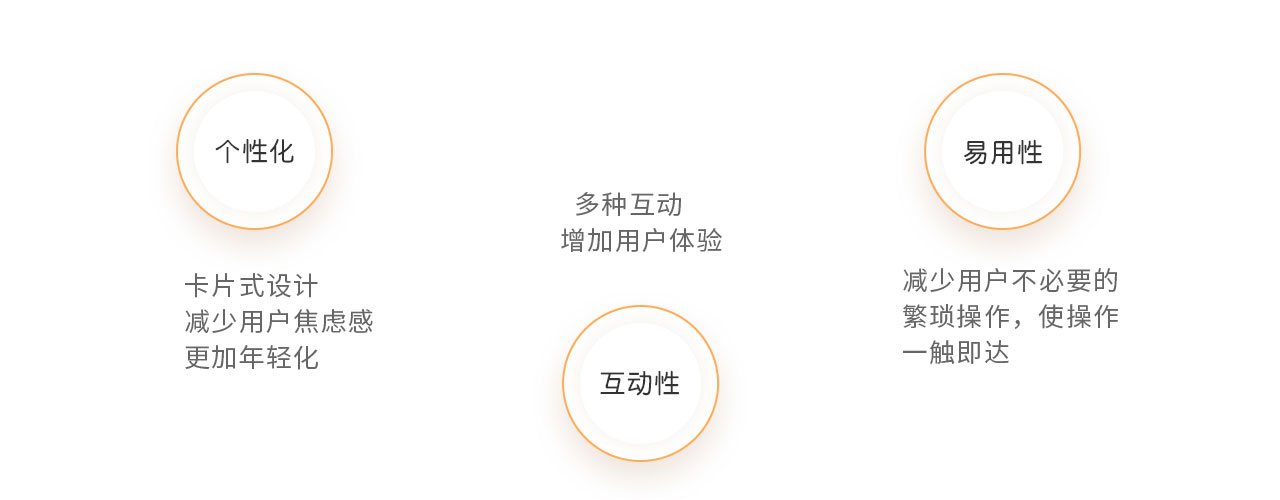 个性化
卡片式设计
减少用户焦虑感
更加年轻化
多种互动
增加用户体验
互动性
易用性
减少用户不必要的
繁琐操作，使操作
一触即达